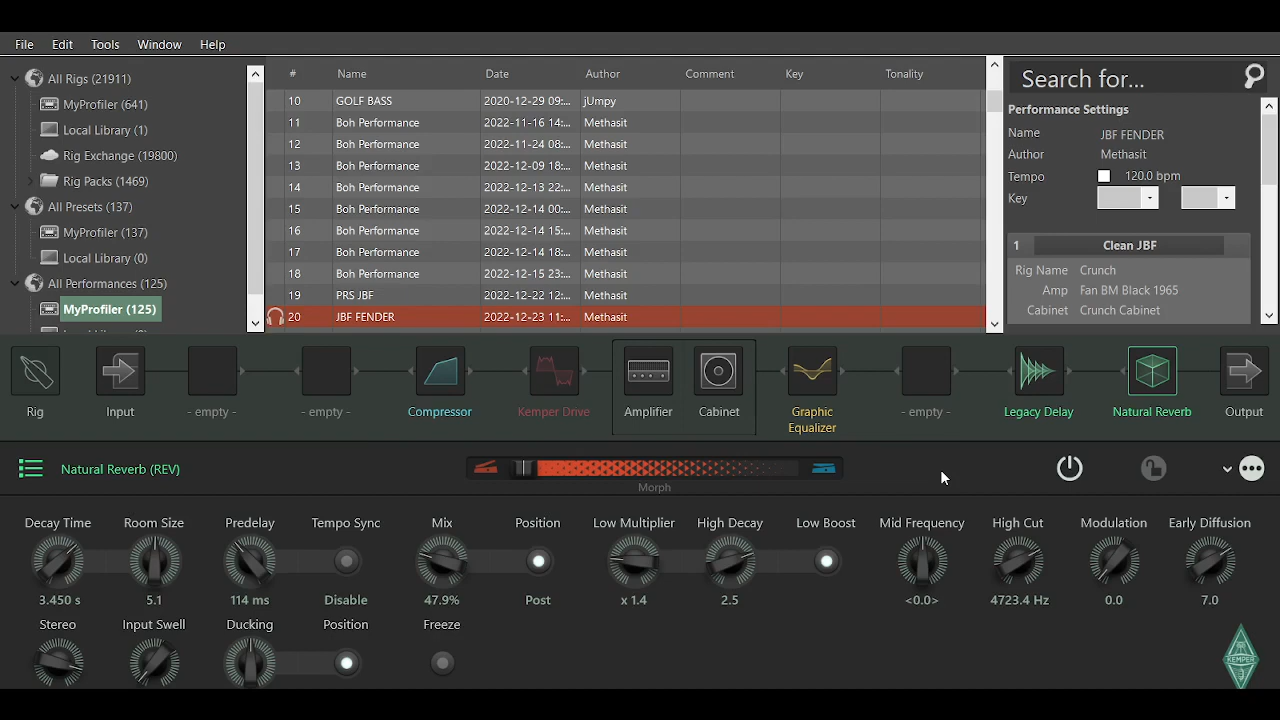 File Edit Tools Window Help
All Rigs (21911)
MyProfiler (641)
Local Library (1)
Rig Exchange (19800)
Rig Packs (1469)
All Presets (137)
MyProfiler (137)
Local Library (0)
All Performances (125)
MyProfiler (125)
# Name Date Author Comment Key Tonality
10 GOLF BASS 2020-12-29 09:... jUmpy
11 Boh Performance 2022-11-16 14:... Methasit
12 Boh Performance 2022-11-24 08:... Methasit
13 Boh Performance 2022-12-09 18:... Methasit
14 Boh Performance 2022-12-13 22:... Methasit
15 Boh Performance 2022-12-14 00:... Methasit
16 Boh Performance 2022-12-14 15:... Methasit
17 Boh Performance 2022-12-14 18:... Methasit
18 Boh Performance 2022-12-15 23:... Methasit
19 PRS JBF 2022-12-22 12:... Methasit
20 JBF FENDER 2022-12-23 11:... Methasit
Search for...
Performance Settings
Name JBF FENDER
Author Methasit
Tempo 120.0 bpm
Key
1 Clean JBF
Rig Name Crunch
Amp Fan BM Black 1965
Cabinet Crunch Cabinet
Rig Input - empty - - empty - Compressor Kemper Drive Amplifier Cabinet Graphic Equalizer - empty - Legacy Delay Natural Reverb Output
Natural Reverb (REV)
Morph
Decay Time Room Size Predelay Tempo Sync Mix Position Low Multiplier High Decay Low Boost Mid Frequency High Cut Modulation Early Diffusion
3.450 s 5.1 114 ms Disable 47.9% Post x 1.4 2.5 <0.0> 4723.4 Hz 0.0 7.0
Stereo Input Swell Ducking Position Freeze
KEMPER